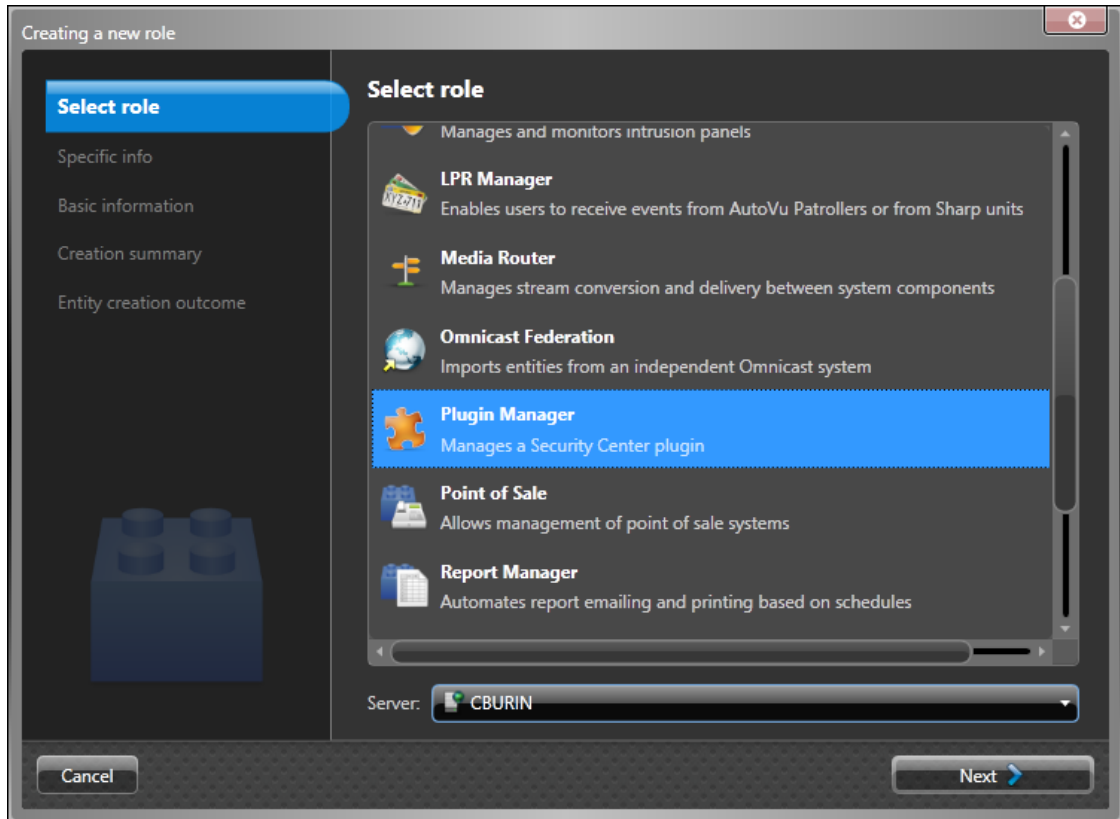 Creating a new role
Select role
Specific info
Basic information
Creation summary
Entity creation outcome
Select role
Manages and monitors intrusion panels
LPR Manager
Enables users to receive events from AutoVu Patrollers or from Sharp units
Media Router
Manages stream conversion and delivery between system components
Omnicast Federation
Imports entities from an independent Omnicast system
Plugin Manager
Manages a Security Center plugin
Point of Sale
Allows management of point of sale systems
Report Manager
Automates report emailing and printing based on schedules
Server: CBURIN
Cancel
Next